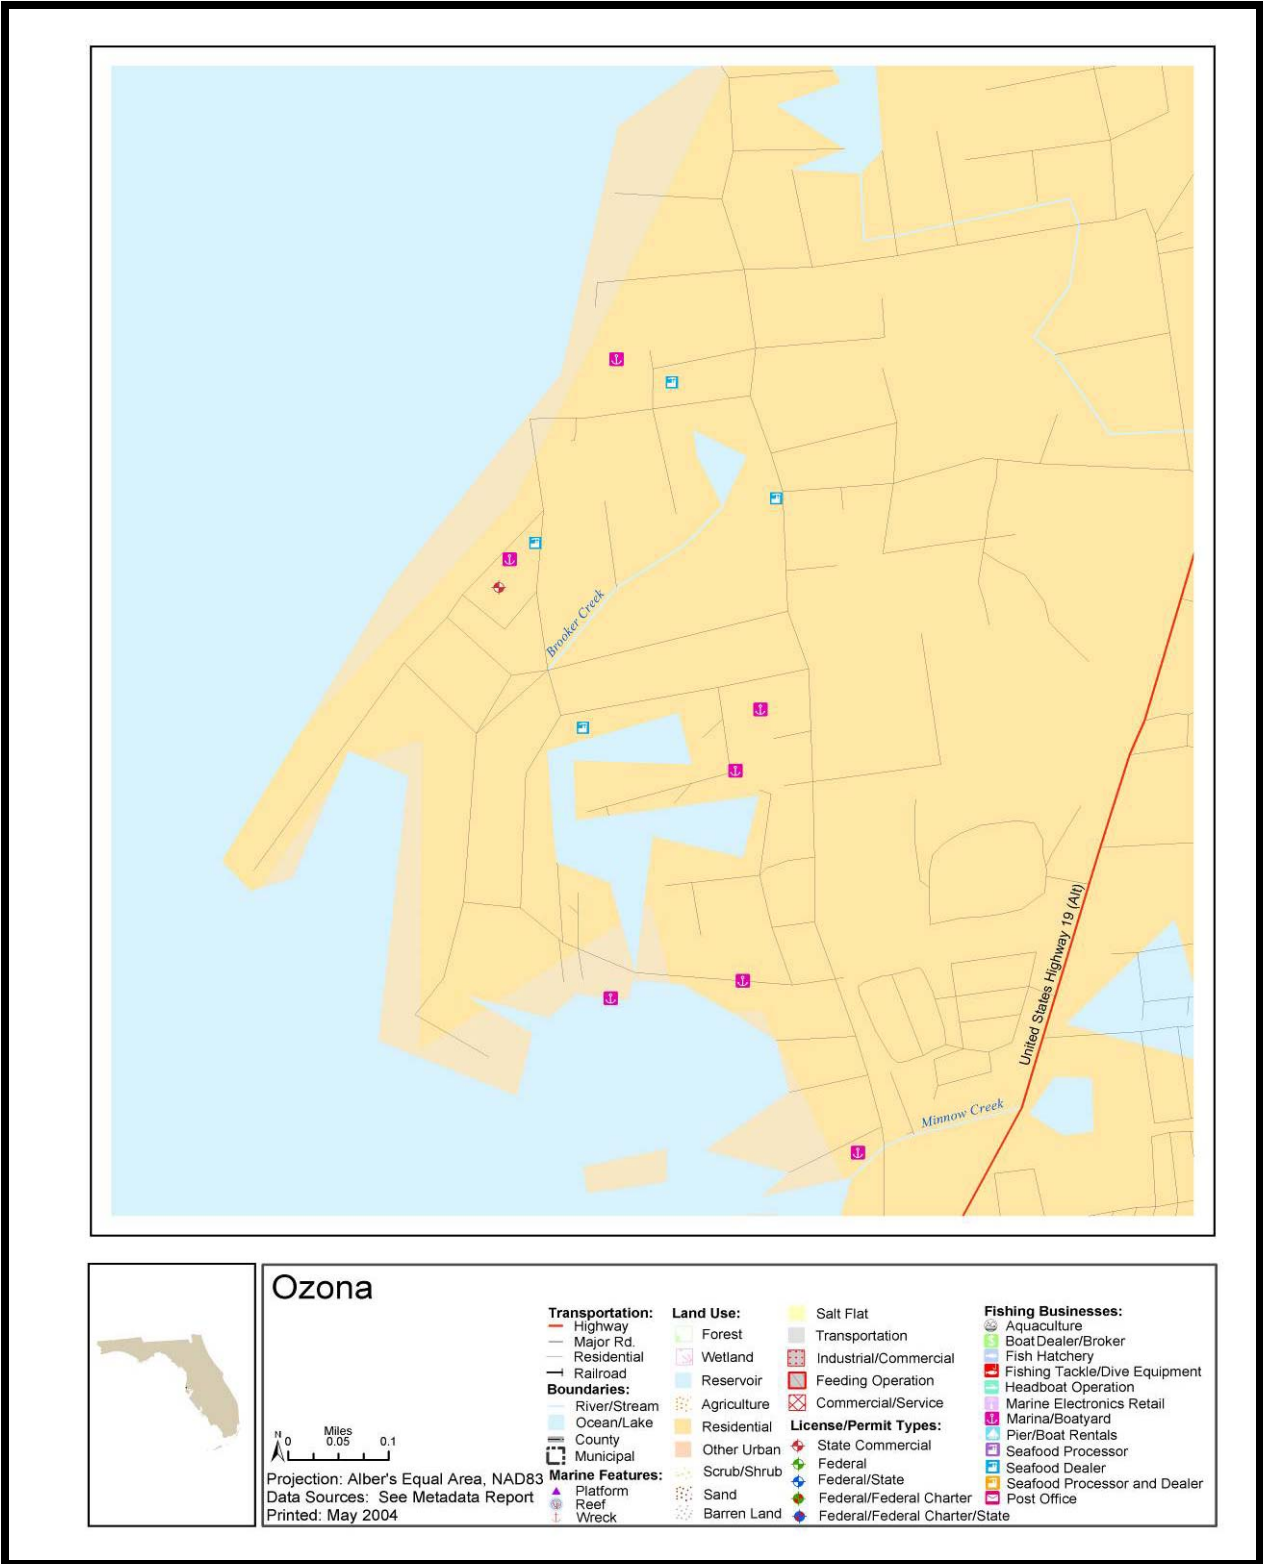 Brooker Creek
United States Highway 19 (Alt)
Minnow Creek
Ozona
N
Miles
0 0.05 0.1
Projection: Alber's Equal Area, NAD83
Data Sources: See Metadata Report
Printed: May 2004
Transportation:
Highway
Major Rd.
Residential
Railroad
Boundaries:
River/Stream
Ocean/Lake
County
Municipal
Marine Features:
Platform
Reef
Wreck
Land Use:
Forest
Wetland
Reservoir
Agriculture
Residential
Other Urban
Scrub/Shrub
Sand
Barren Land
Salt Flat
Transportation
Industrial/Commercial
Feeding Operation
Commercial/Service
License/Permit Types:
State Commercial
Federal
Federal/State
Federal/Federal Charter
Federal/Federal Charter/State
Fishing Businesses:
Aquaculture
Boat Dealer/Broker
Fish Hatchery
Fishing Tackle/Dive Equipment
Headboat Operation
Marine Electronics Retail
Marina/Boatyard
Pier/Boat Rentals
Seafood Processor
Seafood Dealer
Seafood Processor and Dealer
Post Office